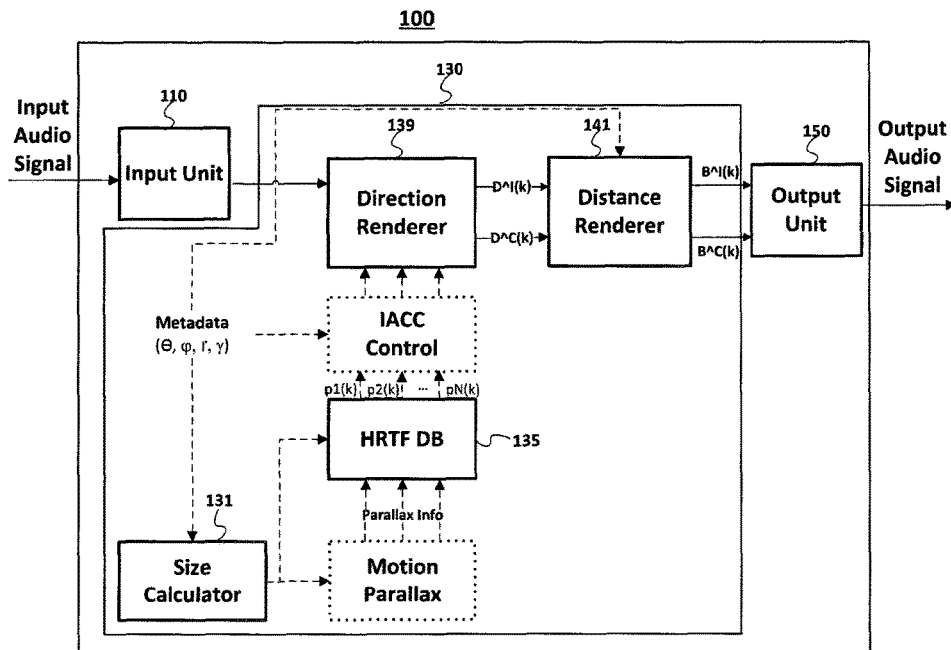 100
130
Input
Audio
Signal
110
Input Unit
139
Direction
Renderer
D^I(k)
D^C(k)
141
Distance
Renderer
B^I(k)
B^C(k)
150
Output
Unit
Output
Audio
Signal
Metadata
(Θ, φ, r, γ)
IACC
Control
p1(k) p2(k) ... pN(k)
HRTF DB
135
Parallax Info
131
Size
Calculator
Motion
Parallax